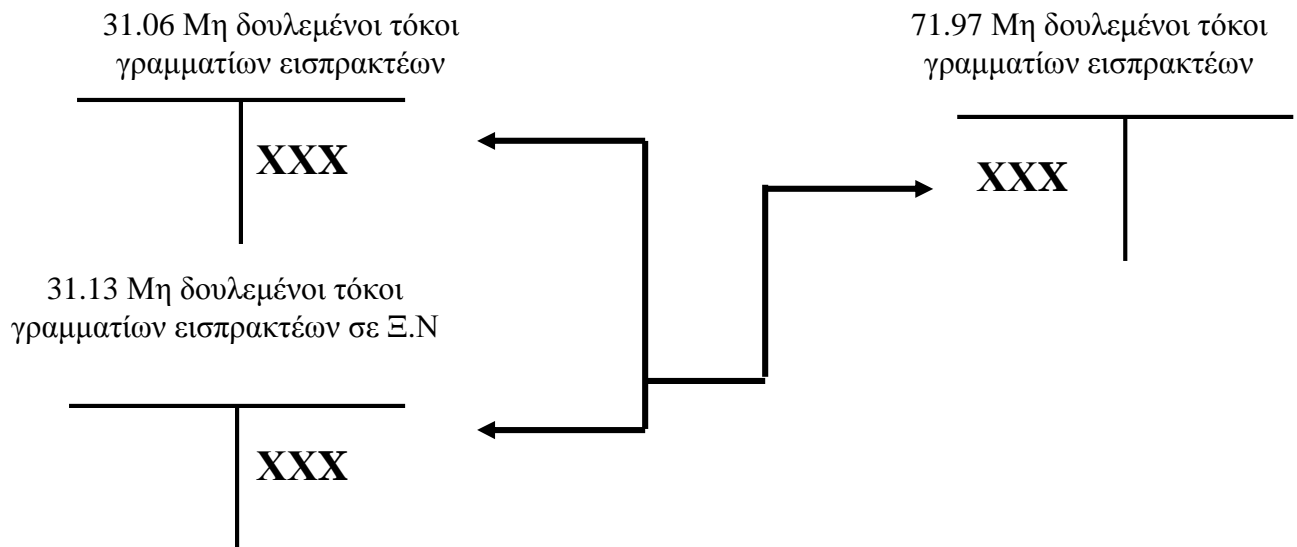 31.06 Μη δουλεμένοι τόκοι
γραμματίων εισπρακτέων
XXX
31.13 Μη δουλεμένοι τόκοι
γραμματίων εισπρακτέων σε Ξ.Ν
XXX
71.97 Μη δουλεμένοι τόκοι
γραμματίων εισπρακτέων
XXX